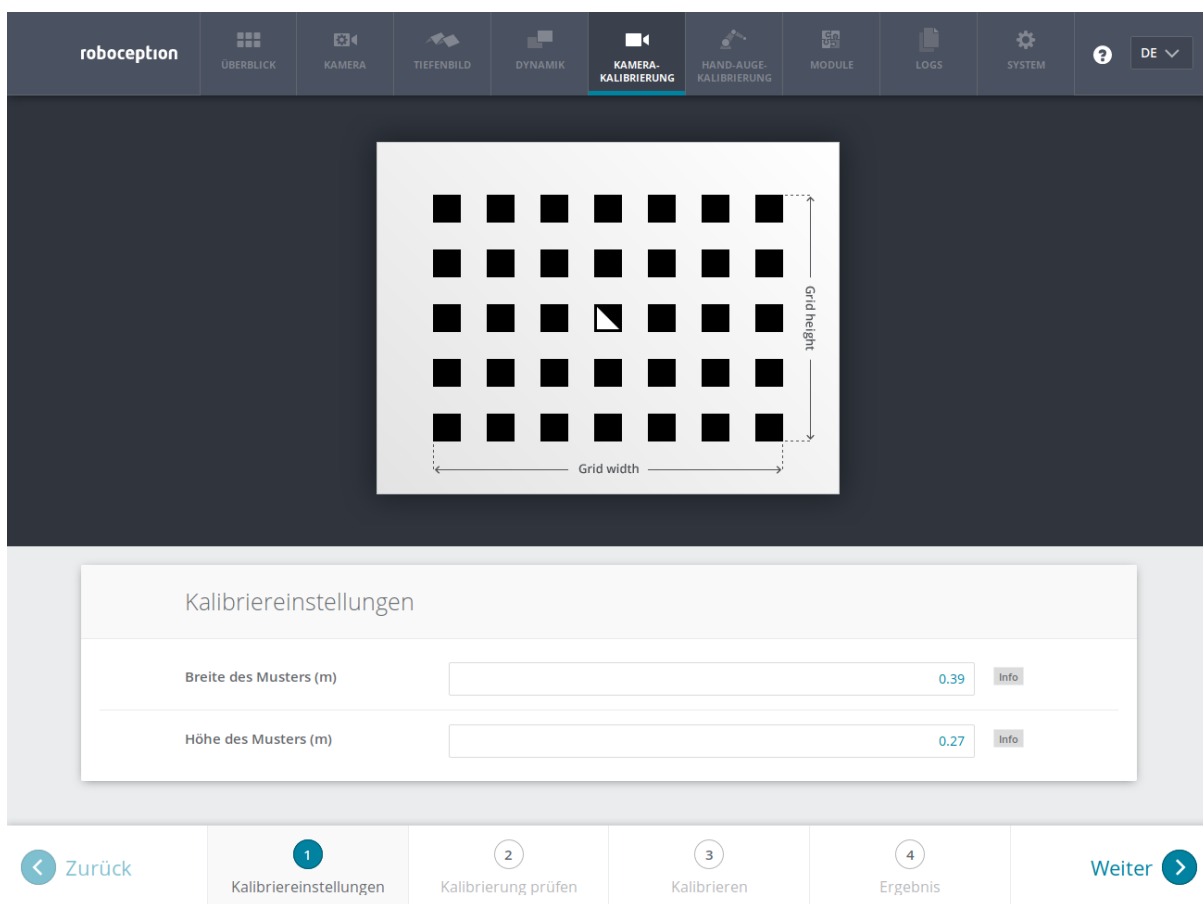 roboception
ÜBERBLICK
KAMERA
TIEFENBILD
DYNAMIK
KAMERA-
KALIBRIERUNG
HAND-AUGE-
KALIBRIERUNG
MODULE
LOGS
SYSTEM
?
DE
Grid height
Grid width
Kalibriereinstellungen
Breite des Musters (m)
0.39
Info
Höhe des Musters (m)
0.27
Info
Zurück
1
Kalibriereinstellungen
2
Kalibrierung prüfen
3
Kalibrieren
4
Ergebnis
Weiter